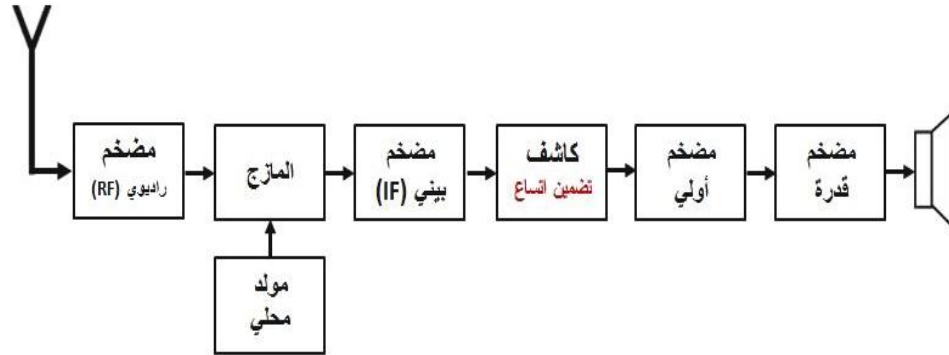 مضخم
راديوي (RF)
المازج
مضخم
بيني (IF)
كاشف
تضمين اتساع
مضخم
أولي
مضخم
قدرة
مولد
محلي